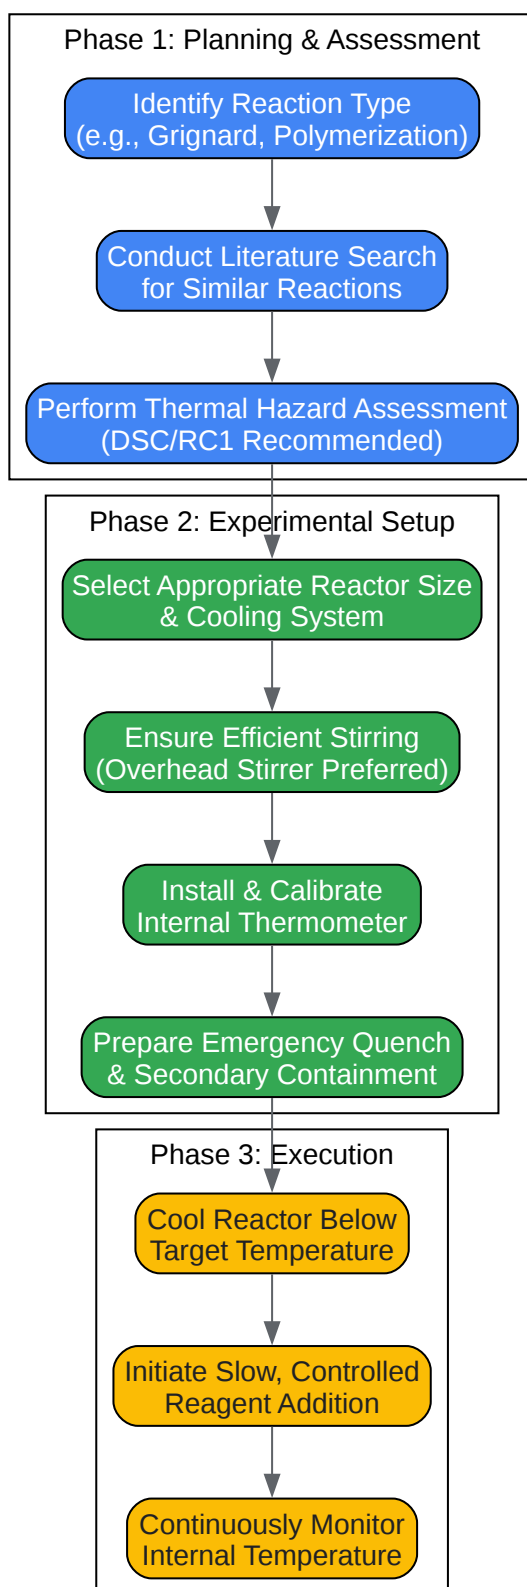 Phase 1: Planning & Assessment
Identify Reaction Type
(e.g., Grignard, Polymerization)
Conduct Literature Search
for Similar Reactions
Perform Thermal Hazard Assessment
(DSC/RC1 Recommended)
Phase 2: Experimental Setup
Select Appropriate Reactor Size
& Cooling System
Ensure Efficient Stirring
(Overhead Stirrer Preferred)
Install & Calibrate
Internal Thermometer
Prepare Emergency Quench
& Secondary Containment
Phase 3: Execution
Cool Reactor Below
Target Temperature
Initiate Slow, Controlled
Reagent Addition
Continuously Monitor
Internal Temperature